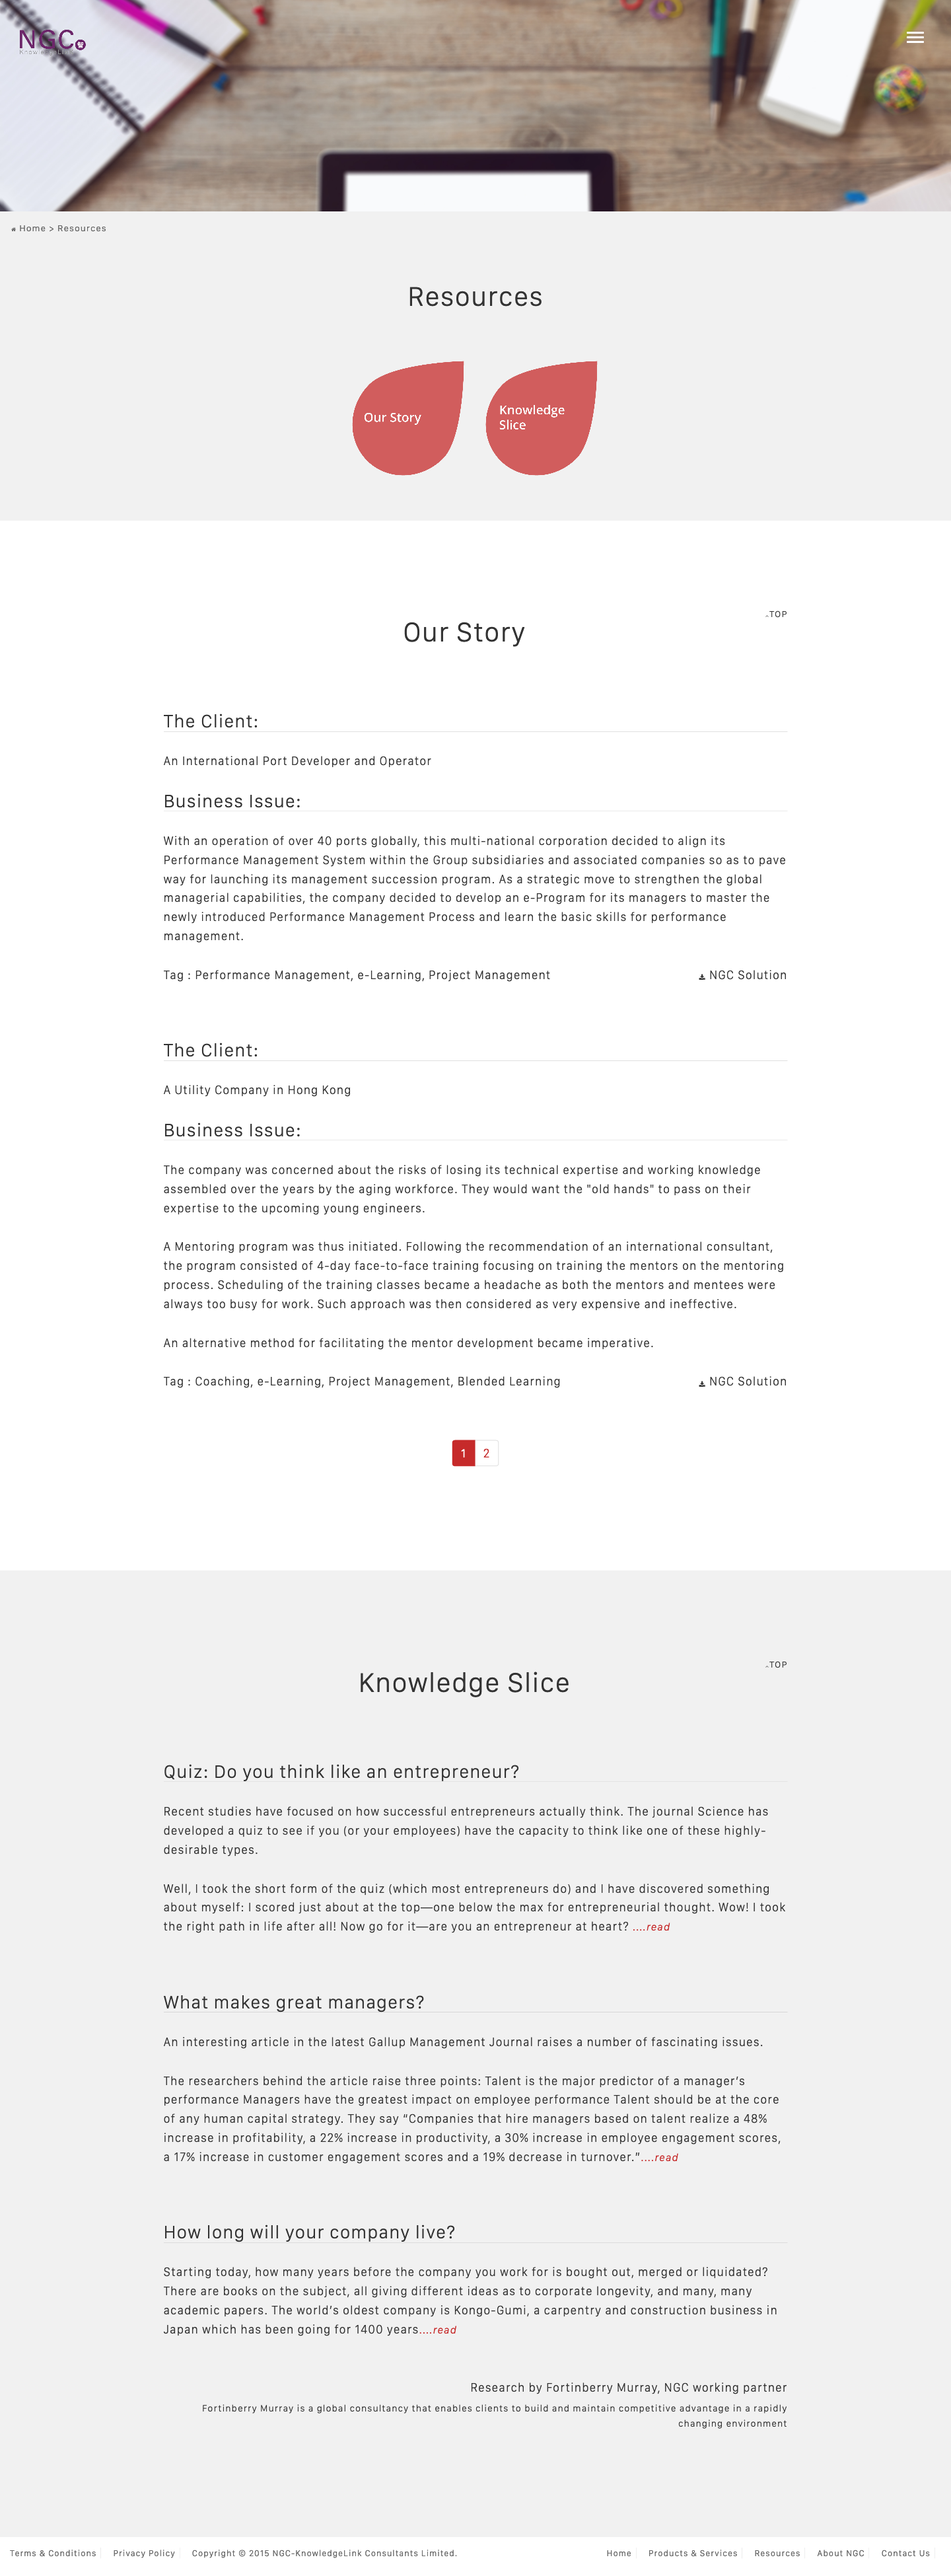 NGC
Home > Resources
Resources
Our Story
Knowledge
Slice
TOP
Our Story
The Client:
An International Port Developer and Operator
Business Issue:
With an operation of over 40 ports globally, this multi-national corporation decided to align its
Performance Management System within the Group subsidiaries and associated companies so as to pave
way for launching its management succession program. As a strategic move to strengthen the global
managerial capabilities, the company decided to develop an e-Program for its managers to master the
newly introduced Performance Management Process and learn the basic skills for performance
management.
Tag : Performance Management, e-Learning, Project Management NGC Solution
The Client:
A Utility Company in Hong Kong
Business Issue:
The company was concerned about the risks of losing its technical expertise and working knowledge
assembled over the years by the aging workforce. They would want the "old hands" to pass on their
expertise to the upcoming young engineers.
A Mentoring program was thus initiated. Following the recommendation of an international consultant,
the program consisted of 4-day face-to-face training focusing on training the mentors on the mentoring
process. Scheduling of the training classes became a headache as both the mentors and mentees were
always too busy for work. Such approach was then considered as very expensive and ineffective.
An alternative method for facilitating the mentor development became imperative.
Tag : Coaching, e-Learning, Project Management, Blended Learning NGC Solution
1 2
TOP
Knowledge Slice
Quiz: Do you think like an entrepreneur?
Recent studies have focused on how successful entrepreneurs actually think. The journal Science has
developed a quiz to see if you (or your employees) have the capacity to think like one of these highly-
desirable types.
Well, I took the short form of the quiz (which most entrepreneurs do) and I have discovered something
about myself: I scored just about at the top—one below the max for entrepreneurial thought. Wow! I took
the right path in life after all! Now go for it—are you an entrepreneur at heart? ....read
What makes great managers?
An interesting article in the latest Gallup Management Journal raises a number of fascinating issues.
The researchers behind the article raise three points: Talent is the major predictor of a manager’s
performance Managers have the greatest impact on employee performance Talent should be at the core
of any human capital strategy. They say “Companies that hire managers based on talent realize a 48%
increase in profitability, a 22% increase in productivity, a 30% increase in employee engagement scores,
a 17% increase in customer engagement scores and a 19% decrease in turnover.”....read
How long will your company live?
Starting today, how many years before the company you work for is bought out, merged or liquidated?
There are books on the subject, all giving different ideas as to corporate longevity, and many, many
academic papers. The world’s oldest company is Kongo-Gumi, a carpentry and construction business in
Japan which has been going for 1400 years....read
Research by Fortinberry Murray, NGC working partner
Fortinberry Murray is a global consultancy that enables clients to build and maintain competitive advantage in a rapidly
changing environment
Terms & Conditions Privacy Policy Copyright © 2015 NGC-KnowledgeLink Consultants Limited. Home Products & Services Resources About NGC Contact Us